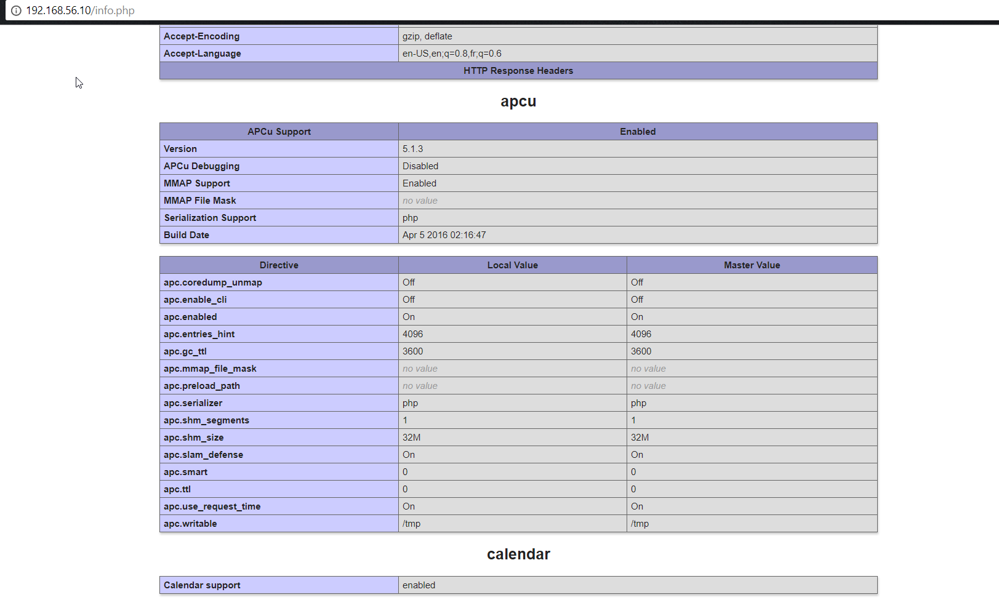 192.168.56.10/info.php
Accept-Encoding gzip, deflate
Accept-Language en-US,en;q=0.8,fr;q=0.6
HTTP Response Headers
apcu
APCu Support Enabled
Version 5.1.3
APCu Debugging Disabled
MMAP Support Enabled
MMAP File Mask no value
Serialization Support php
Build Date Apr 5 2016 02:16:47
Directive Local Value Master Value
apc.coredump_unmap Off Off
apc.enable_cli Off Off
apc.enabled On On
apc.entries_hint 4096 4096
apc.gc_ttl 3600 3600
apc.mmap_file_mask no value no value
apc.preload_path no value no value
apc.serializer php php
apc.shm_segments 1 1
apc.shm_size 32M 32M
apc.slam_defense On On
apc.smart 0 0
apc.ttl 0 0
apc.use_request_time On On
apc.writable /tmp /tmp
calendar
Calendar support enabled